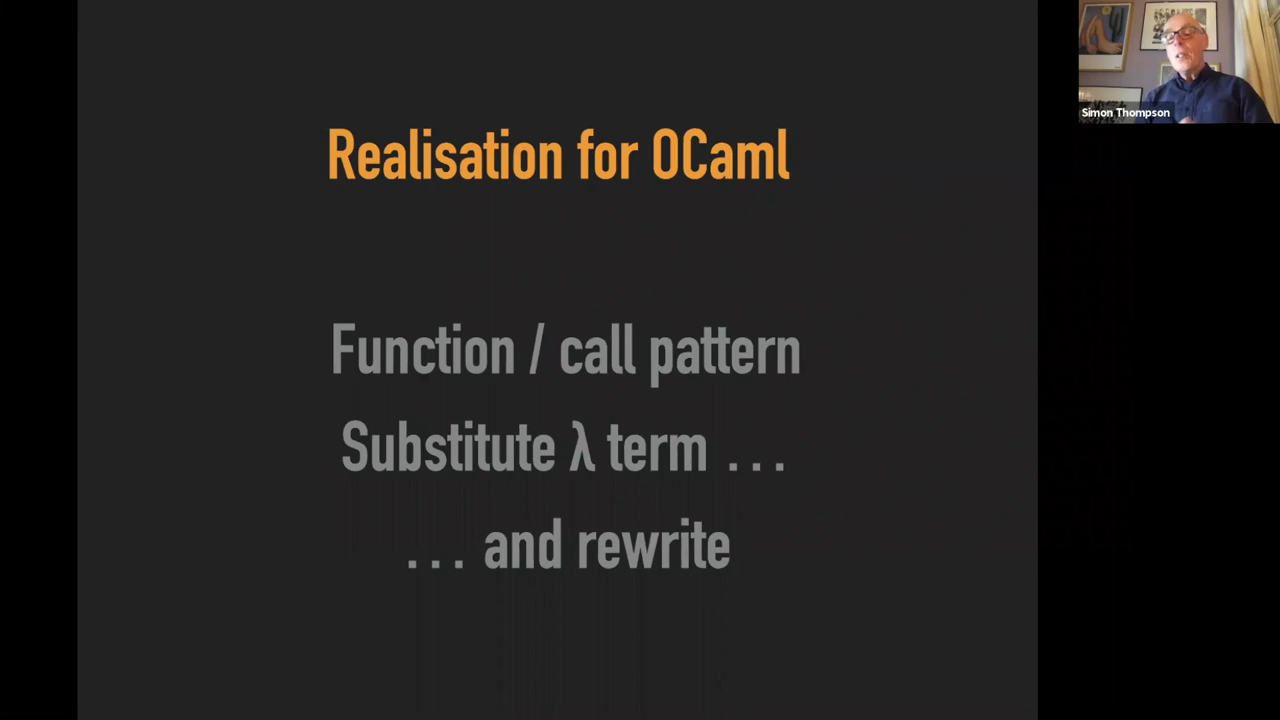 Realisation for OCaml
Function / call pattern
Substitute λ term ...
... and rewrite
Simon Thompson